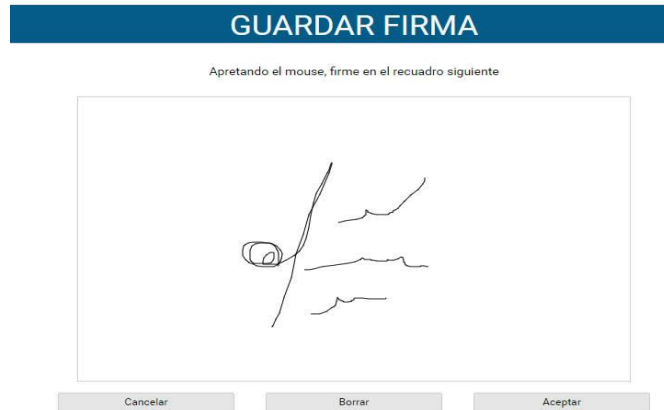 GUARDAR FIRMA
Apretando el mouse, firme en el recuadro siguiente
Cancelar Borrar Aceptar